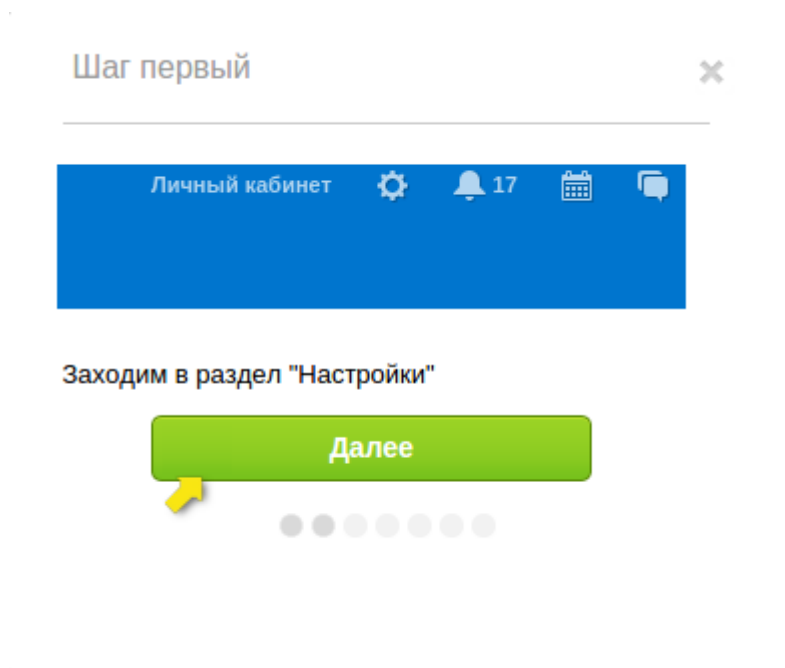 Шаг первый
Личный кабинет 17
Заходим в раздел "Настройки"
Далее